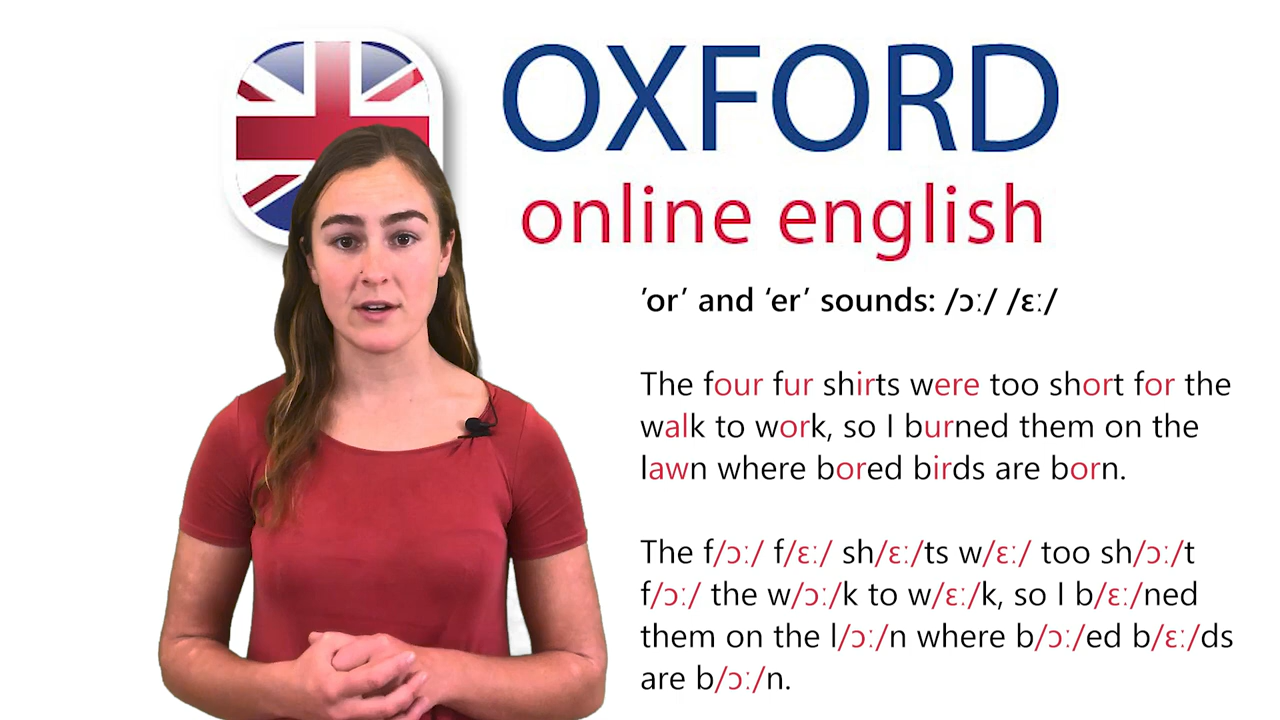 OXFORD
online english
’or’ and ‘er’ sounds: /ɔː/ /ɛː/
The four fur shirts were too short for the
walk to work, so I burned them on the
lawn where bored birds are born.
The f/ɔː/ f/ɛː/ sh/ɛː/ts w/ɛː/ too sh/ɔː/t
f/ɔː/ the w/ɔː/k to w/ɛː/k, so I b/ɛː/ned
them on the l/ɔː/n where b/ɔː/ed b/ɛː/ds
are b/ɔː/n.